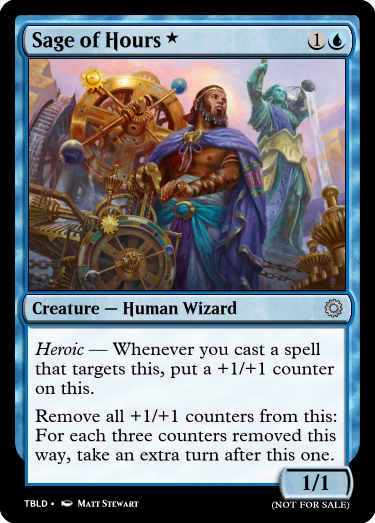 Sage of Hours ★ 1
Creature — Human Wizard
Heroic — Whenever you cast a spell
that targets this, put a +1/+1 counter
on this.
Remove all +1/+1 counters from this:
For each three counters removed this
way, take an extra turn after this one.
1/1
TBLD • Matt Stewart
(NOT FOR SALE)